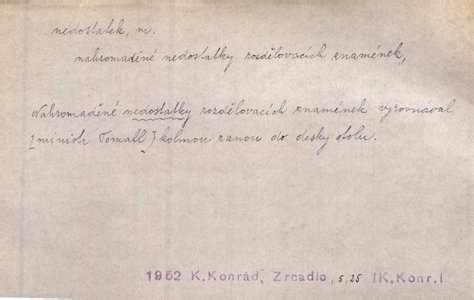 nedostatek, m.
nahromaděné nedostatky rozdělovacích znamének,
Nahromaděné nedostatky rozdělovacích znamének vyrovnával
[ministr Tomall] kolmou ranou do desky stolu.
1952 K.Konrád, Zrcadlo, 5,25 [K.Konr.]